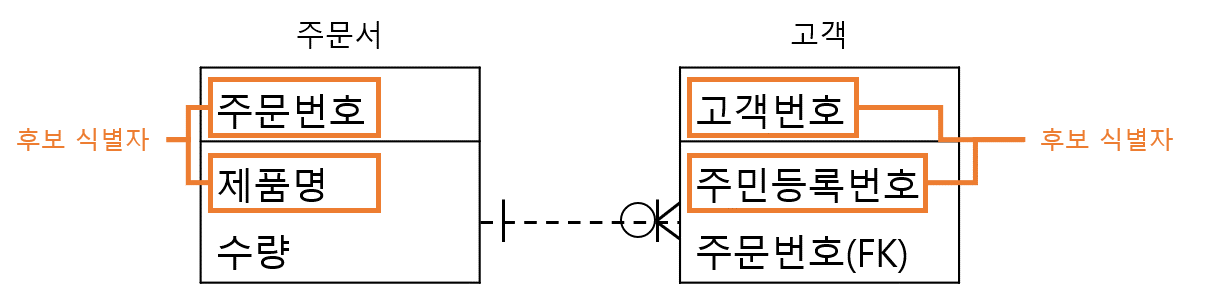 주문서
고객
주문번호
고객번호
후보 식별자
후보 식별자
제품명
주민등록번호
수량
주문번호(FK)